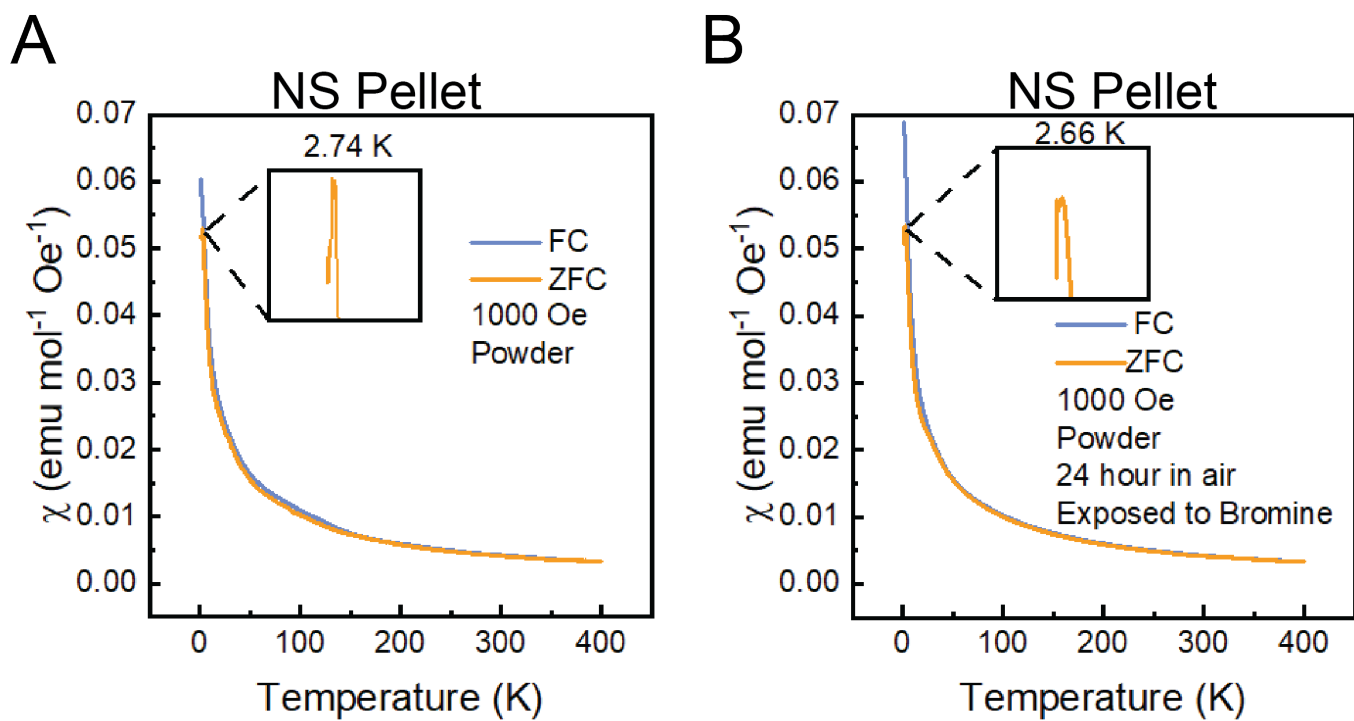 A
NS Pellet
χ (emu mol⁻¹ Oe⁻¹)
0.07
0.06
0.05
0.04
0.03
0.02
0.01
0.00
2.74 K
FC
ZFC
1000 Oe
Powder
0 100 200 300 400
Temperature (K)
B
NS Pellet
χ (emu mol⁻¹ Oe⁻¹)
0.07
0.06
0.05
0.04
0.03
0.02
0.01
0.00
2.66 K
FC
ZFC
1000 Oe
Powder
24 hour in air
Exposed to Bromine
0 100 200 300 400
Temperature (K)